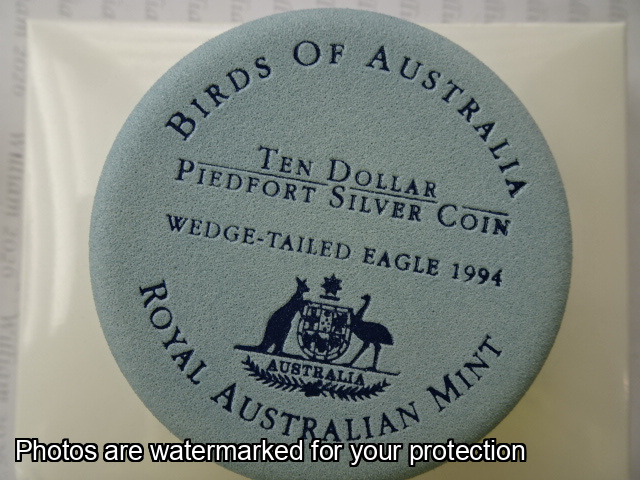 BIRDS OF AUSTRALIA
TEN DOLLAR
PIEDFORT SILVER COIN
WEDGE-TAILED EAGLE 1994
AUSTRALIA
ROYAL AUSTRALIAN MINT
Photos are watermarked for your protection